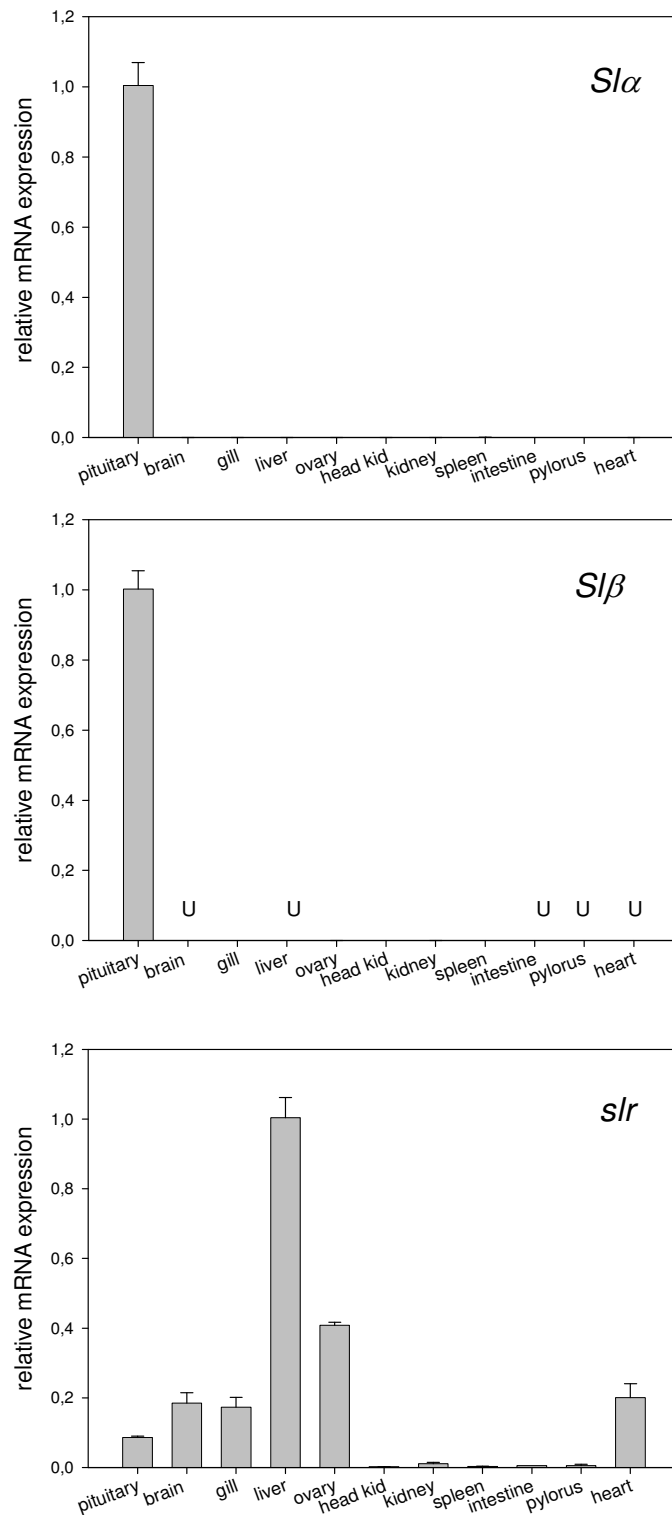 1,2
Slα
1,0
0,8
0,6
0,4
0,2
0,0
relative mRNA expression
pituitary brain gill liver ovary head kid kidney spleen intestine pylorus heart
1,2
Slβ
1,0
0,8
0,6
0,4
0,2
U U U U U
0,0
relative mRNA expression
pituitary brain gill liver ovary head kid kidney spleen intestine pylorus heart
1,2
slr
1,0
0,8
0,6
0,4
0,2
0,0
relative mRNA expression
pituitary brain gill liver ovary head kid kidney spleen intestine pylorus heart